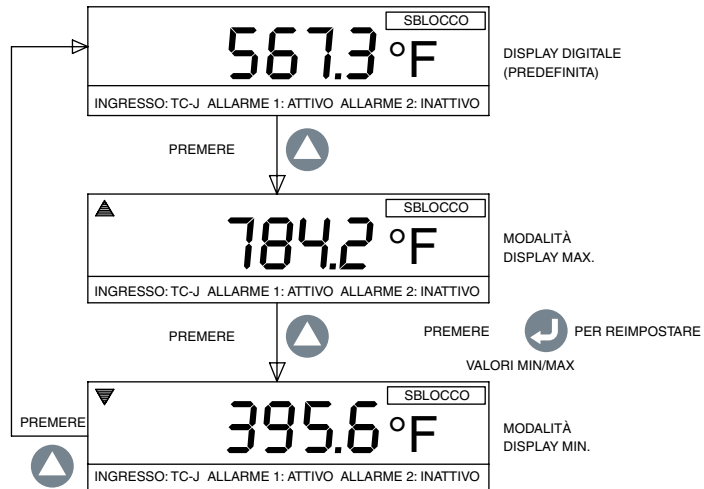 SBLOCCO
567.3 °F
DISPLAY DIGITALE
(PREDEFINITA)
INGRESSO: TC-J ALLARME 1: ATTIVO ALLARME 2: INATTIVO
PREMERE
SBLOCCO
784.2 °F
MODALITÀ
DISPLAY MAX.
INGRESSO: TC-J ALLARME 1: ATTIVO ALLARME 2: INATTIVO
PREMERE
PREMERE PER REIMPOSTARE
VALORI MIN/MAX
SBLOCCO
395.6 °F
PREMERE
MODALITÀ
DISPLAY MIN.
INGRESSO: TC-J ALLARME 1: ATTIVO ALLARME 2: INATTIVO